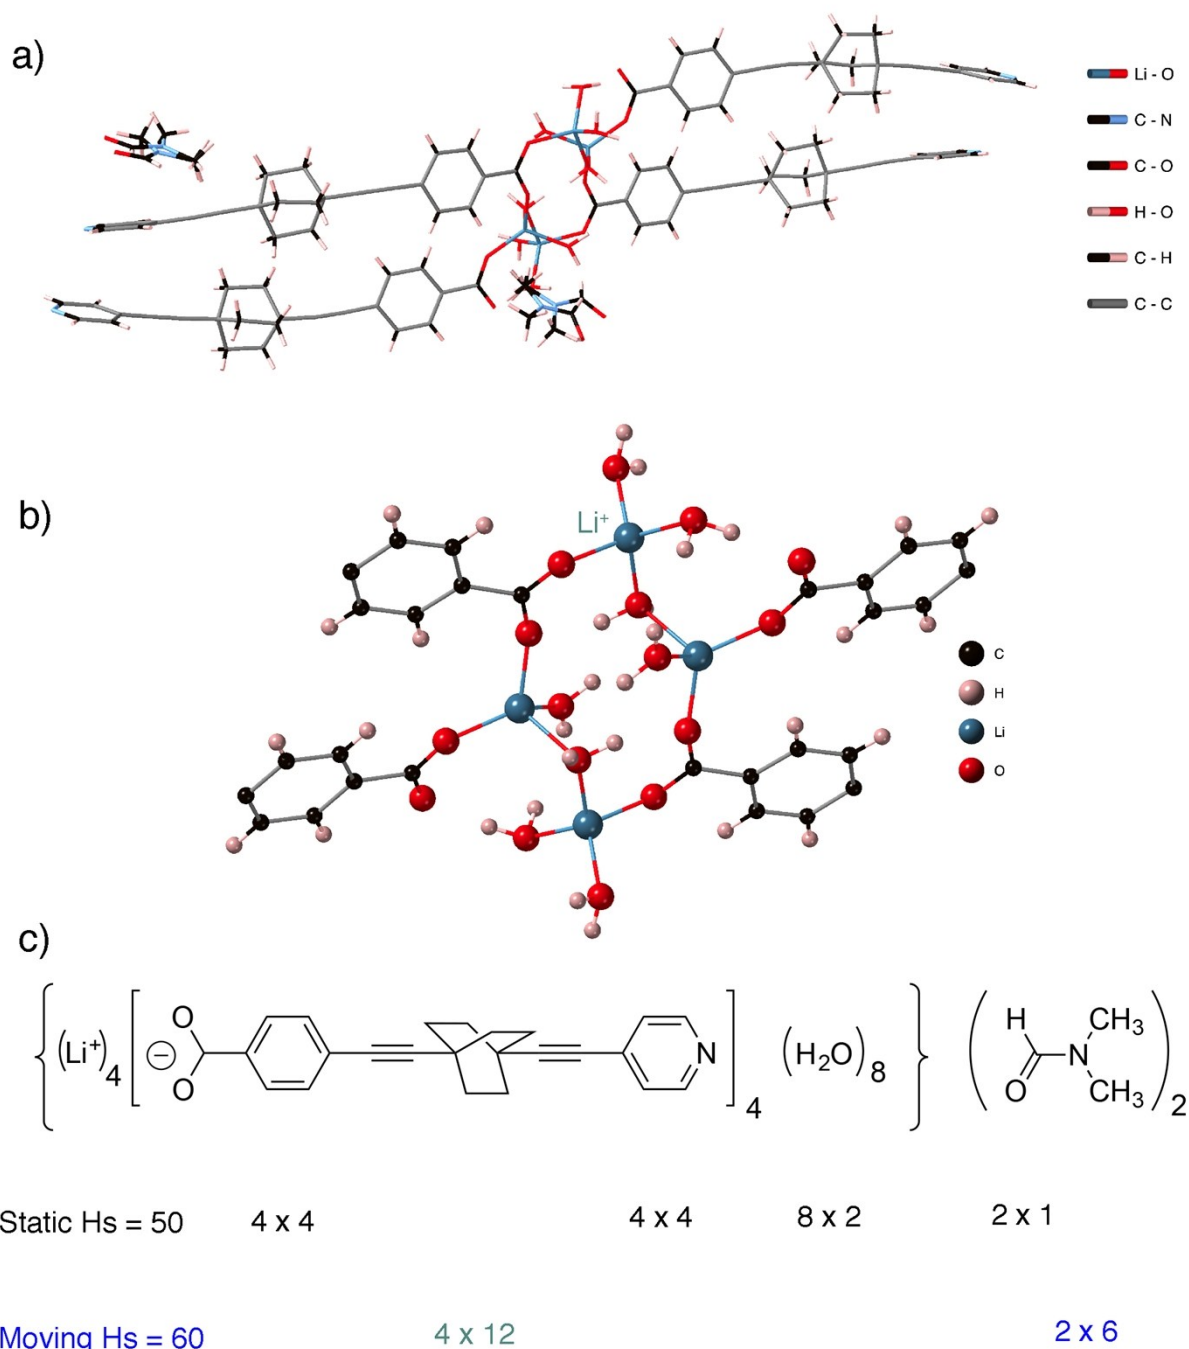 a)
Li - O
C - N
C - O
H - O
C - H
C - C
b)
Li⁺
C
H
Li
O
c)
(Li⁺)₄ O ⊖ O N 4 (H₂O)₈ H O N CH₃ CH₃ 2
Static Hs = 50 4 x 4 4 x 4 8 x 2 2 x 1
Moving Hs = 60 4 x 12 2 x 6